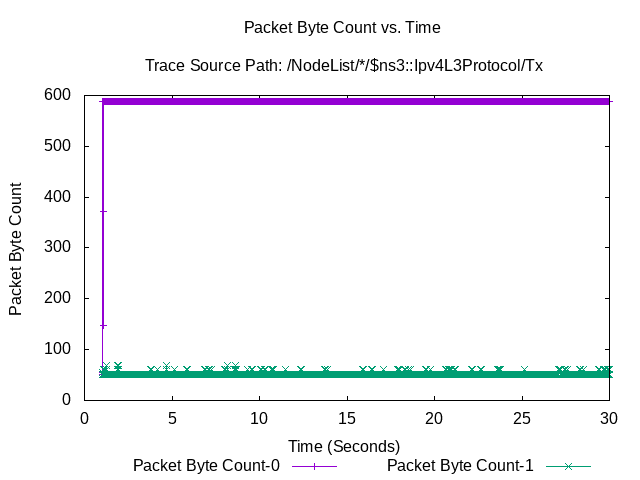 Packet Byte Count vs. Time
Trace Source Path: /NodeList/*/$ns3::Ipv4L3Protocol/Tx
600
500
400
300
200
100
0
Packet Byte Count
0 5 10 15 20 25 30
Time (Seconds)
Packet Byte Count-0 Packet Byte Count-1